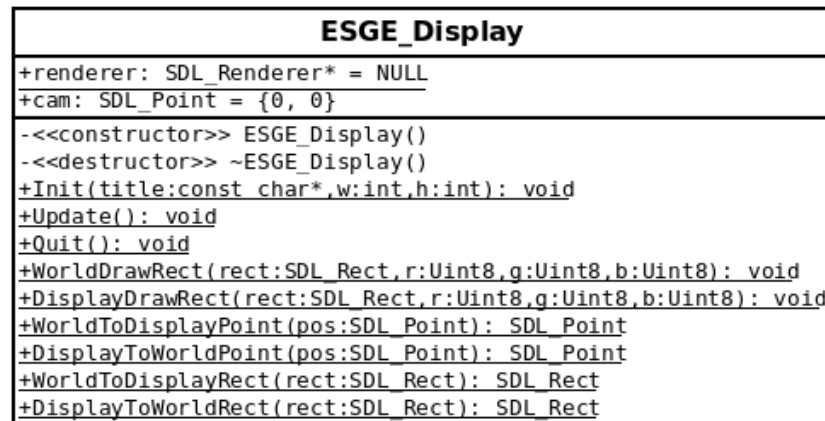 ESGE_Display
+renderer: SDL_Renderer* = NULL
+cam: SDL_Point = {0, 0}
-<<constructor>> ESGE_Display()
-<<destructor>> ~ESGE_Display()
+Init(title:const char*,w:int,h:int): void
+Update(): void
+Quit(): void
+WorldDrawRect(rect:SDL_Rect,r:Uint8,g:Uint8,b:Uint8): void
+DisplayDrawRect(rect:SDL_Rect,r:Uint8,g:Uint8,b:Uint8): void
+WorldToDisplayPoint(pos:SDL_Point): SDL_Point
+DisplayToWorldPoint(pos:SDL_Point): SDL_Point
+WorldToDisplayRect(rect:SDL_Rect): SDL_Rect
+DisplayToWorldRect(rect:SDL_Rect): SDL_Rect